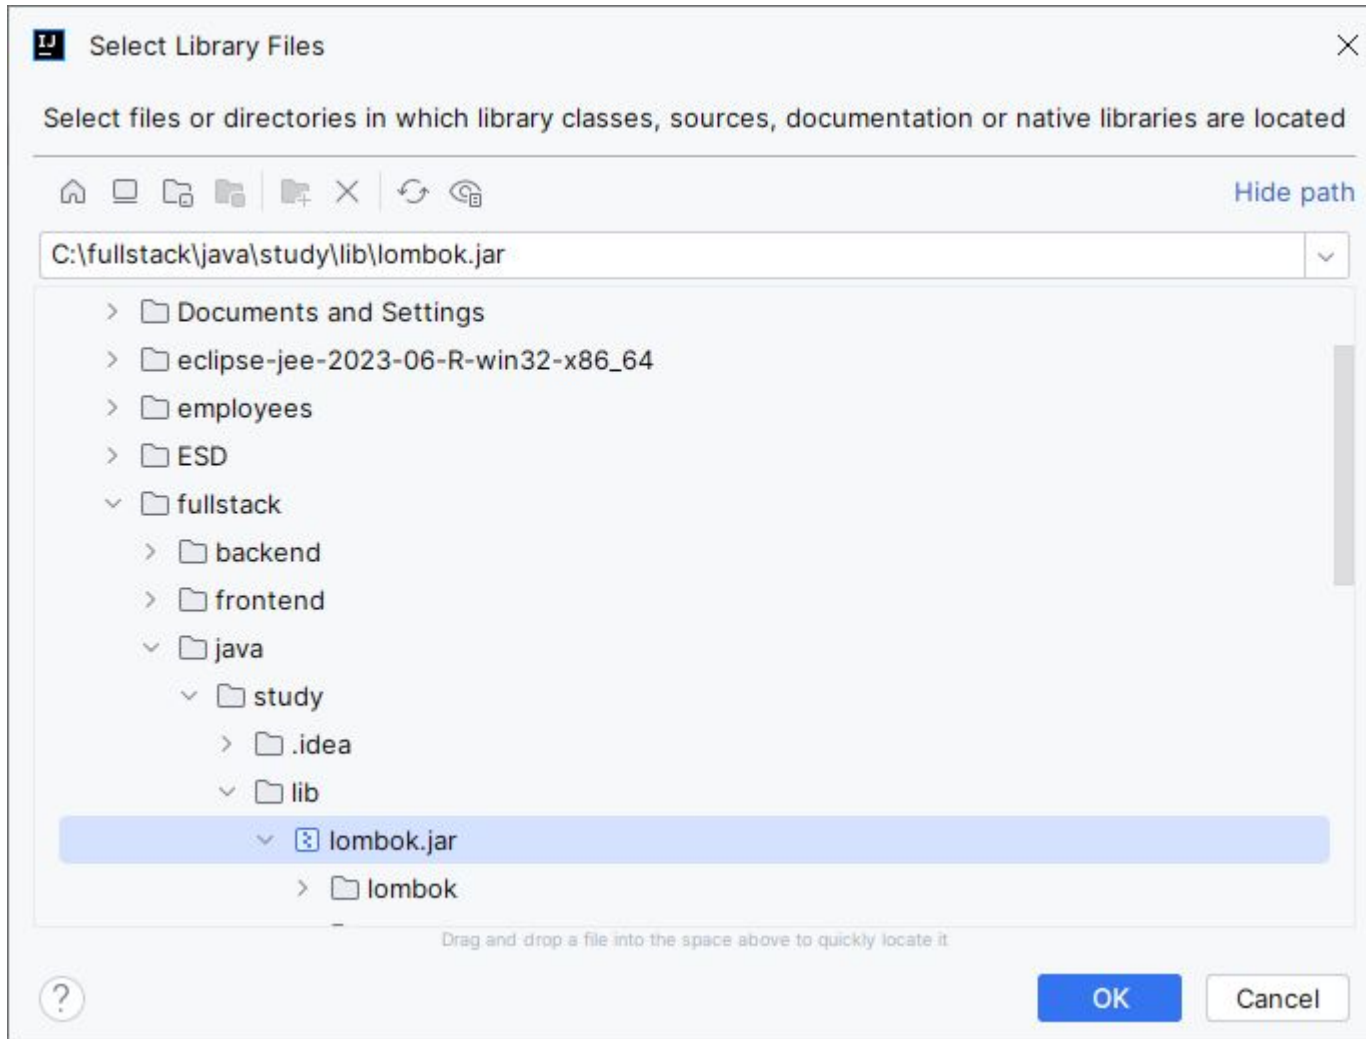 IJ Select Library Files
Select files or directories in which library classes, sources, documentation or native libraries are located
Hide path
C:\fullstack\java\study\lib\lombok.jar
Documents and Settings
eclipse-jee-2023-06-R-win32-x86_64
employees
ESD
fullstack
backend
frontend
java
study
.idea
lib
lombok.jar
lombok
Drag and drop a file into the space above to quickly locate it
? OK Cancel